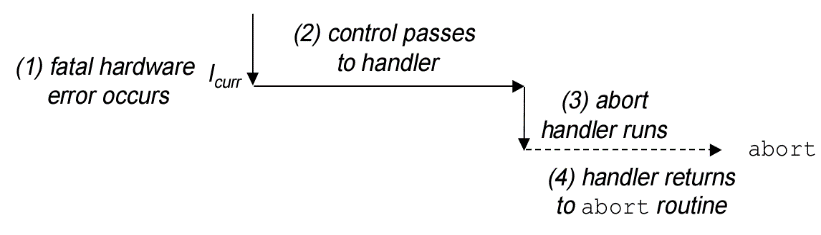 (2) control passes
to handler
(1) fatal hardware
error occurs
Icurr
(3) abort
handler runs
abort
(4) handler returns
to abort routine